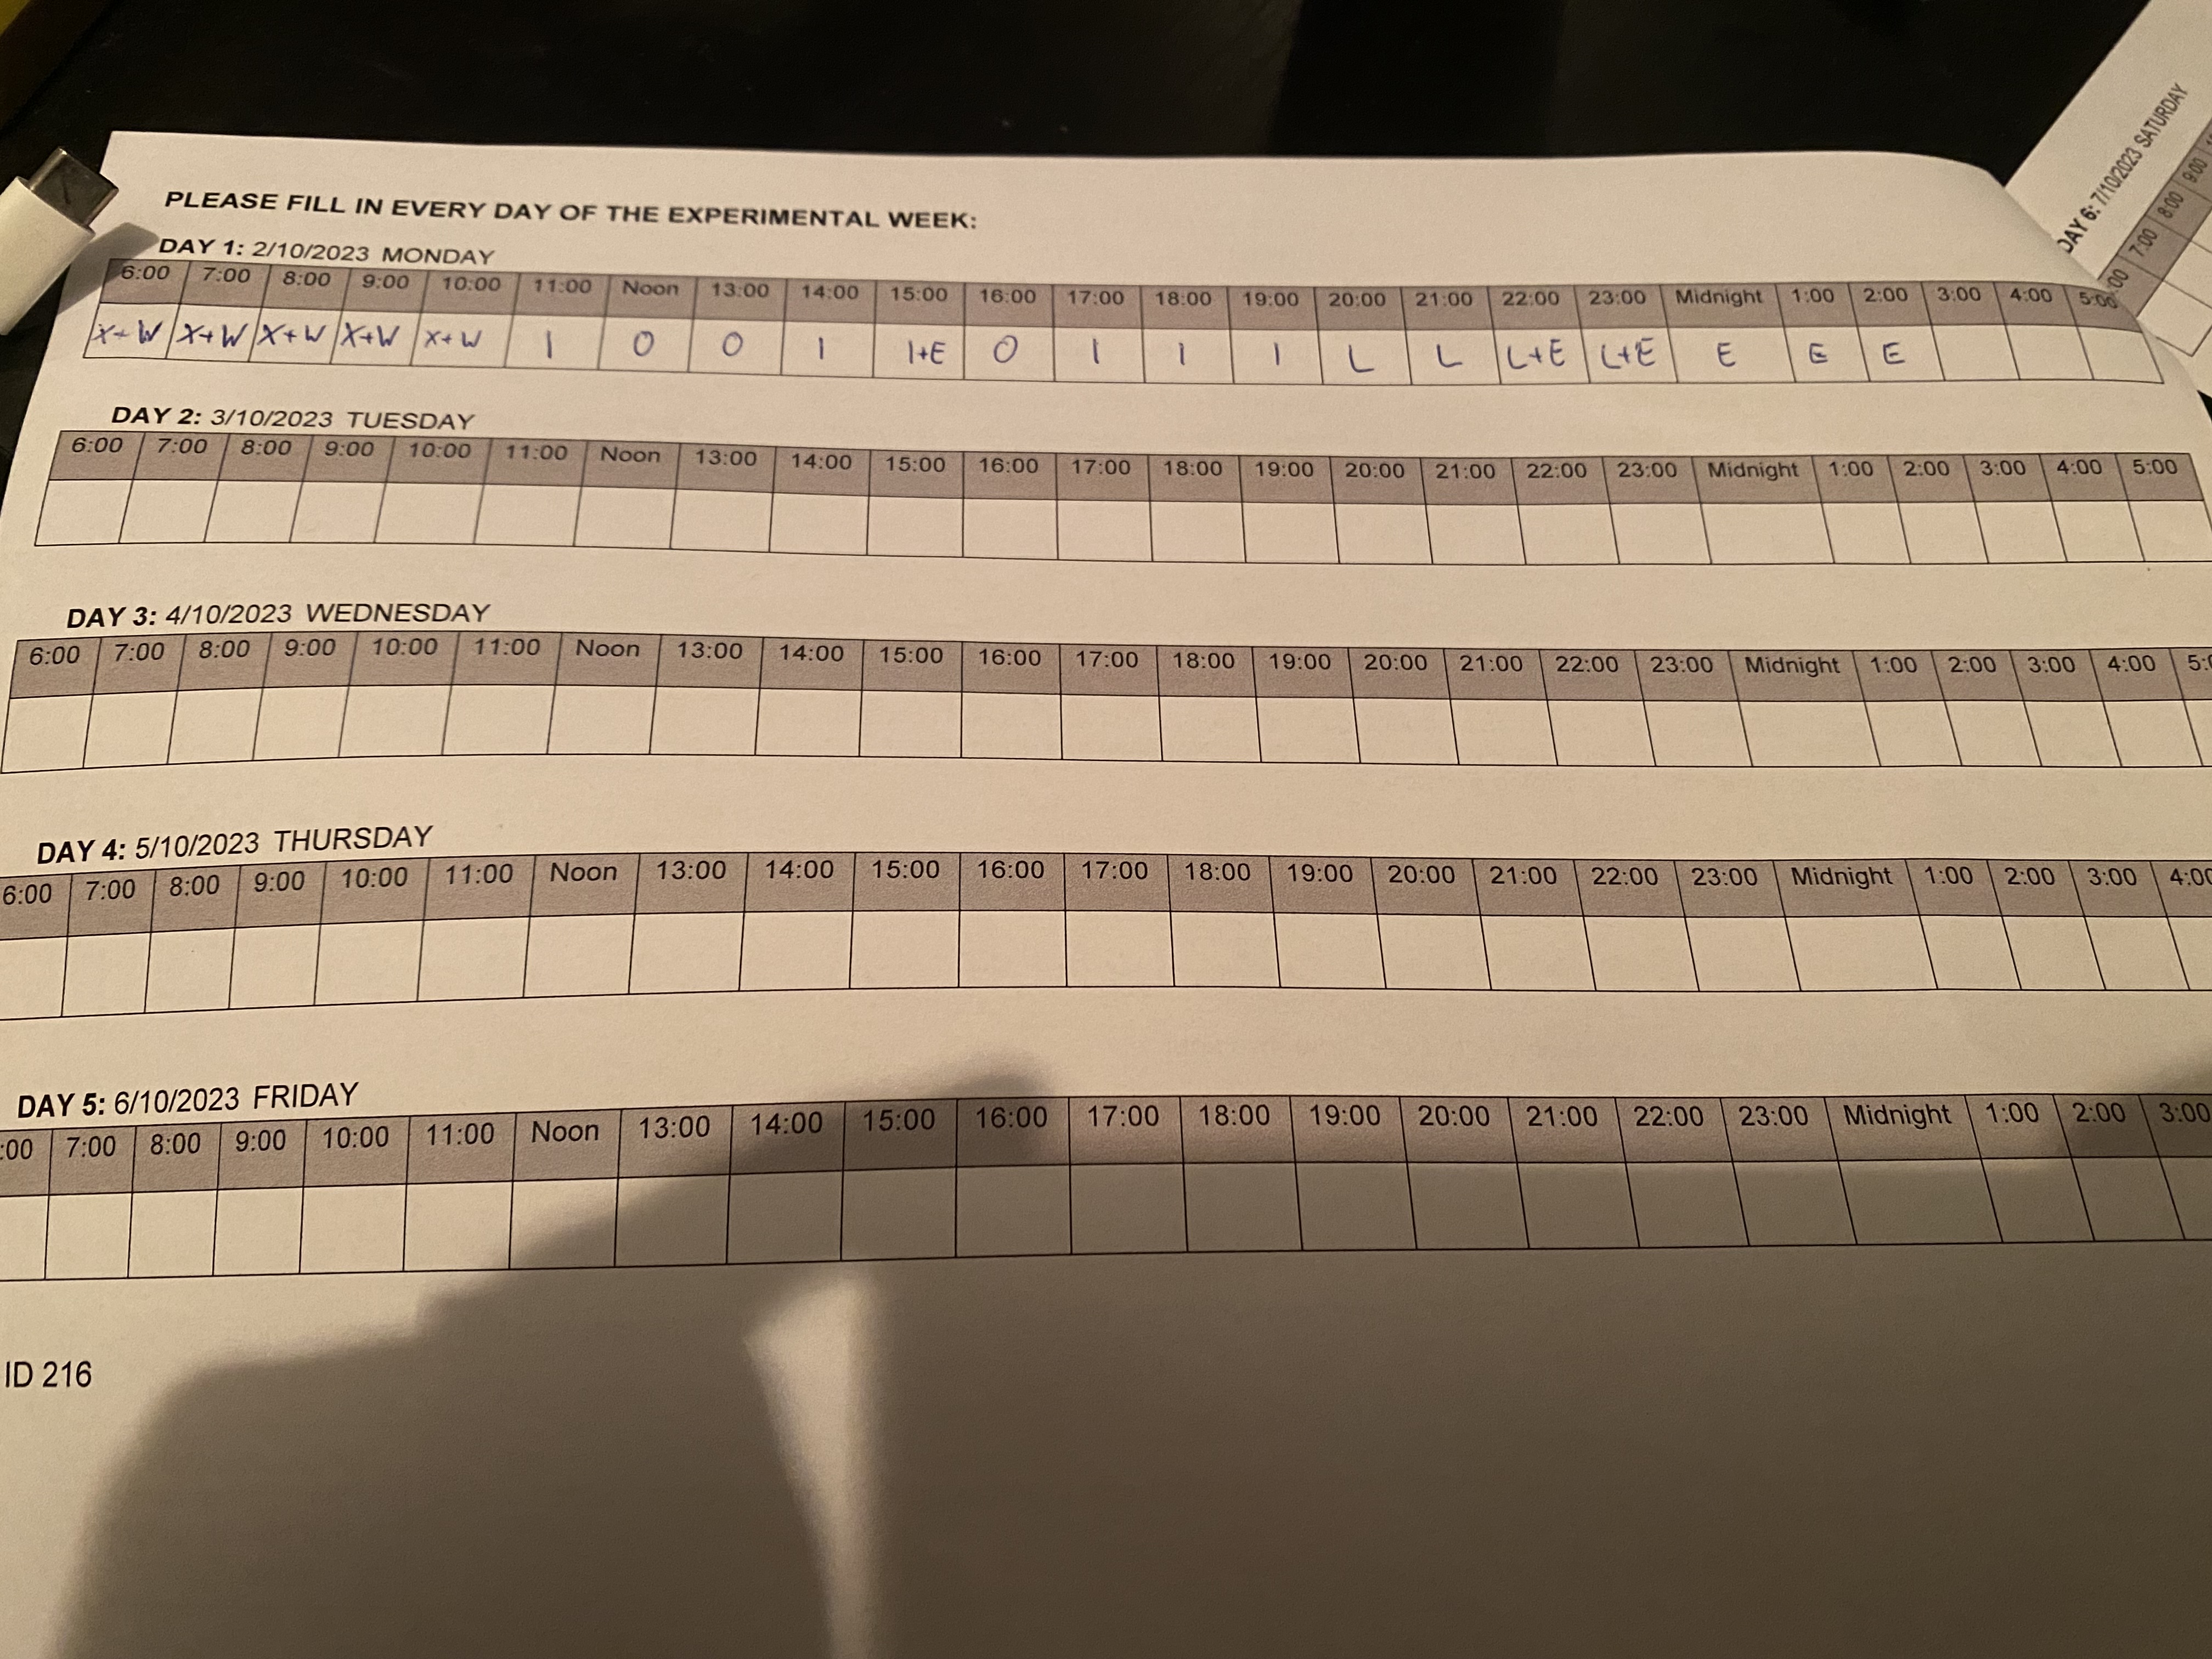 PLEASE FILL IN EVERY DAY OF THE EXPERIMENTAL WEEK:
DAY 1: 2/10/2023 MONDAY
6:00 7:00 8:00 9:00 10:00 11:00 Noon 13:00 14:00 15:00 16:00 17:00 18:00 19:00 20:00 21:00 22:00 23:00 Midnight 1:00 2:00 3:00 4:00 5:00
X+W X+W X+W X+W X+W I O O I I+E O I I I L L L+E L+E E E E
DAY 2: 3/10/2023 TUESDAY
6:00 7:00 8:00 9:00 10:00 11:00 Noon 13:00 14:00 15:00 16:00 17:00 18:00 19:00 20:00 21:00 22:00 23:00 Midnight 1:00 2:00 3:00 4:00 5:00
DAY 3: 4/10/2023 WEDNESDAY
6:00 7:00 8:00 9:00 10:00 11:00 Noon 13:00 14:00 15:00 16:00 17:00 18:00 19:00 20:00 21:00 22:00 23:00 Midnight 1:00 2:00 3:00 4:00 5:0
DAY 4: 5/10/2023 THURSDAY
6:00 7:00 8:00 9:00 10:00 11:00 Noon 13:00 14:00 15:00 16:00 17:00 18:00 19:00 20:00 21:00 22:00 23:00 Midnight 1:00 2:00 3:00 4:00
DAY 5: 6/10/2023 FRIDAY
:00 7:00 8:00 9:00 10:00 11:00 Noon 13:00 14:00 15:00 16:00 17:00 18:00 19:00 20:00 21:00 22:00 23:00 Midnight 1:00 2:00 3:00
ID 216
DAY 6: 7/10/2023 SATURDAY
:00 7:00 8:00 9:00